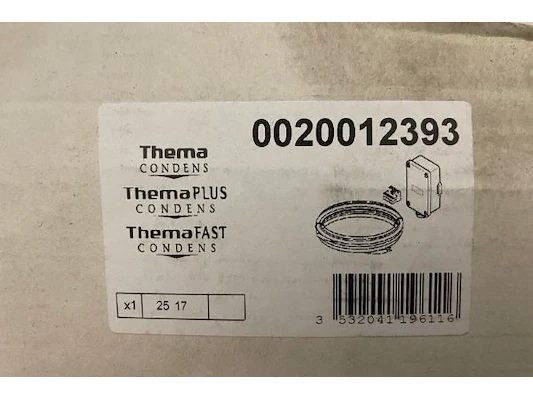 0020012393
Thema
CONDENS
ThemaPLUS
CONDENS
ThemaFAST
CONDENS
x1 25 17
3 532041 196116